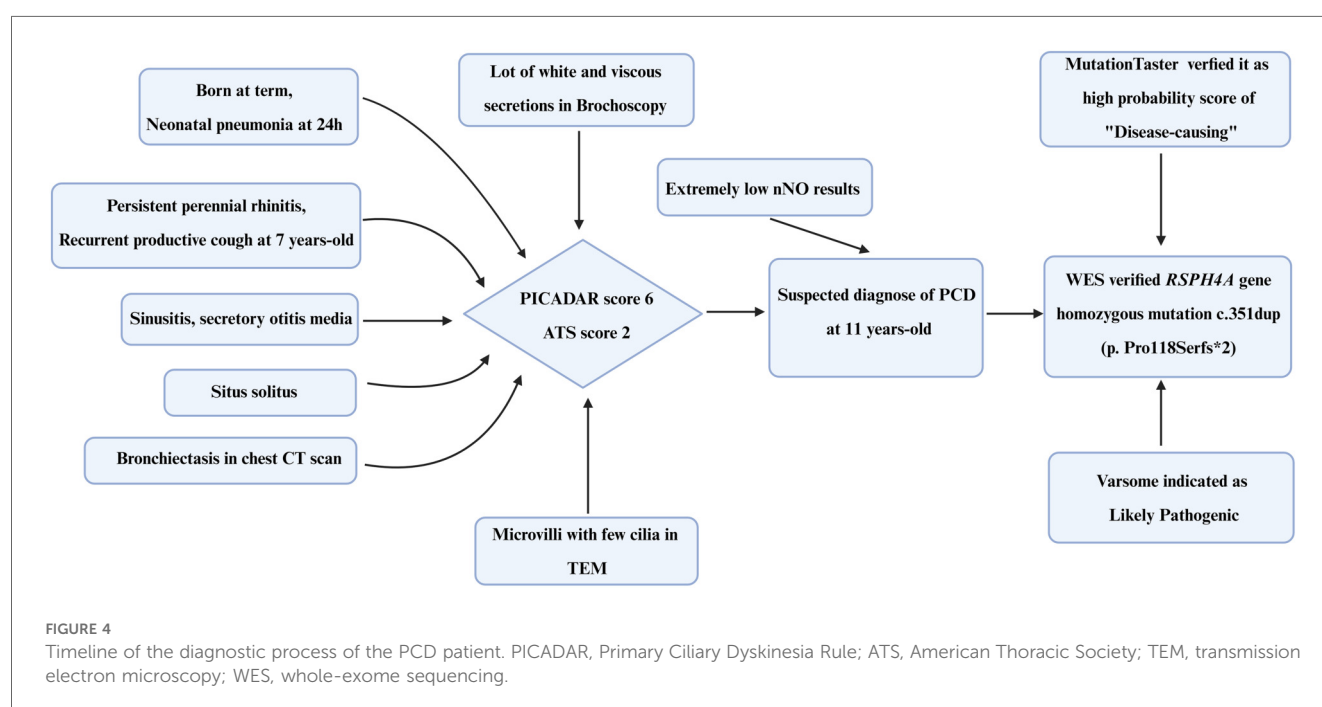 Born at term,
Neonatal pneumonia at 24h
Persistent perennial rhinitis,
Recurrent productive cough at 7 years-old
Sinusitis, secretory otitis media
Situs solitus
Bronchiectasis in chest CT scan
Lot of white and viscous
secretions in Brochoscopy
PICADAR score 6
ATS score 2
Microvilli with few cilia in
TEM
Extremely low nNO results
Suspected diagnose of PCD
at 11 years-old
MutationTaster verfied it as
high probability score of
"Disease-causing"
WES verified RSPH4A gene
homozygous mutation c.351dup
(p. Pro118Serfs*2)
Varsome indicated as
Likely Pathogenic
FIGURE 4
Timeline of the diagnostic process of the PCD patient. PICADAR, Primary Ciliary Dyskinesia Rule; ATS, American Thoracic Society; TEM, transmission
electron microscopy; WES, whole-exome sequencing.